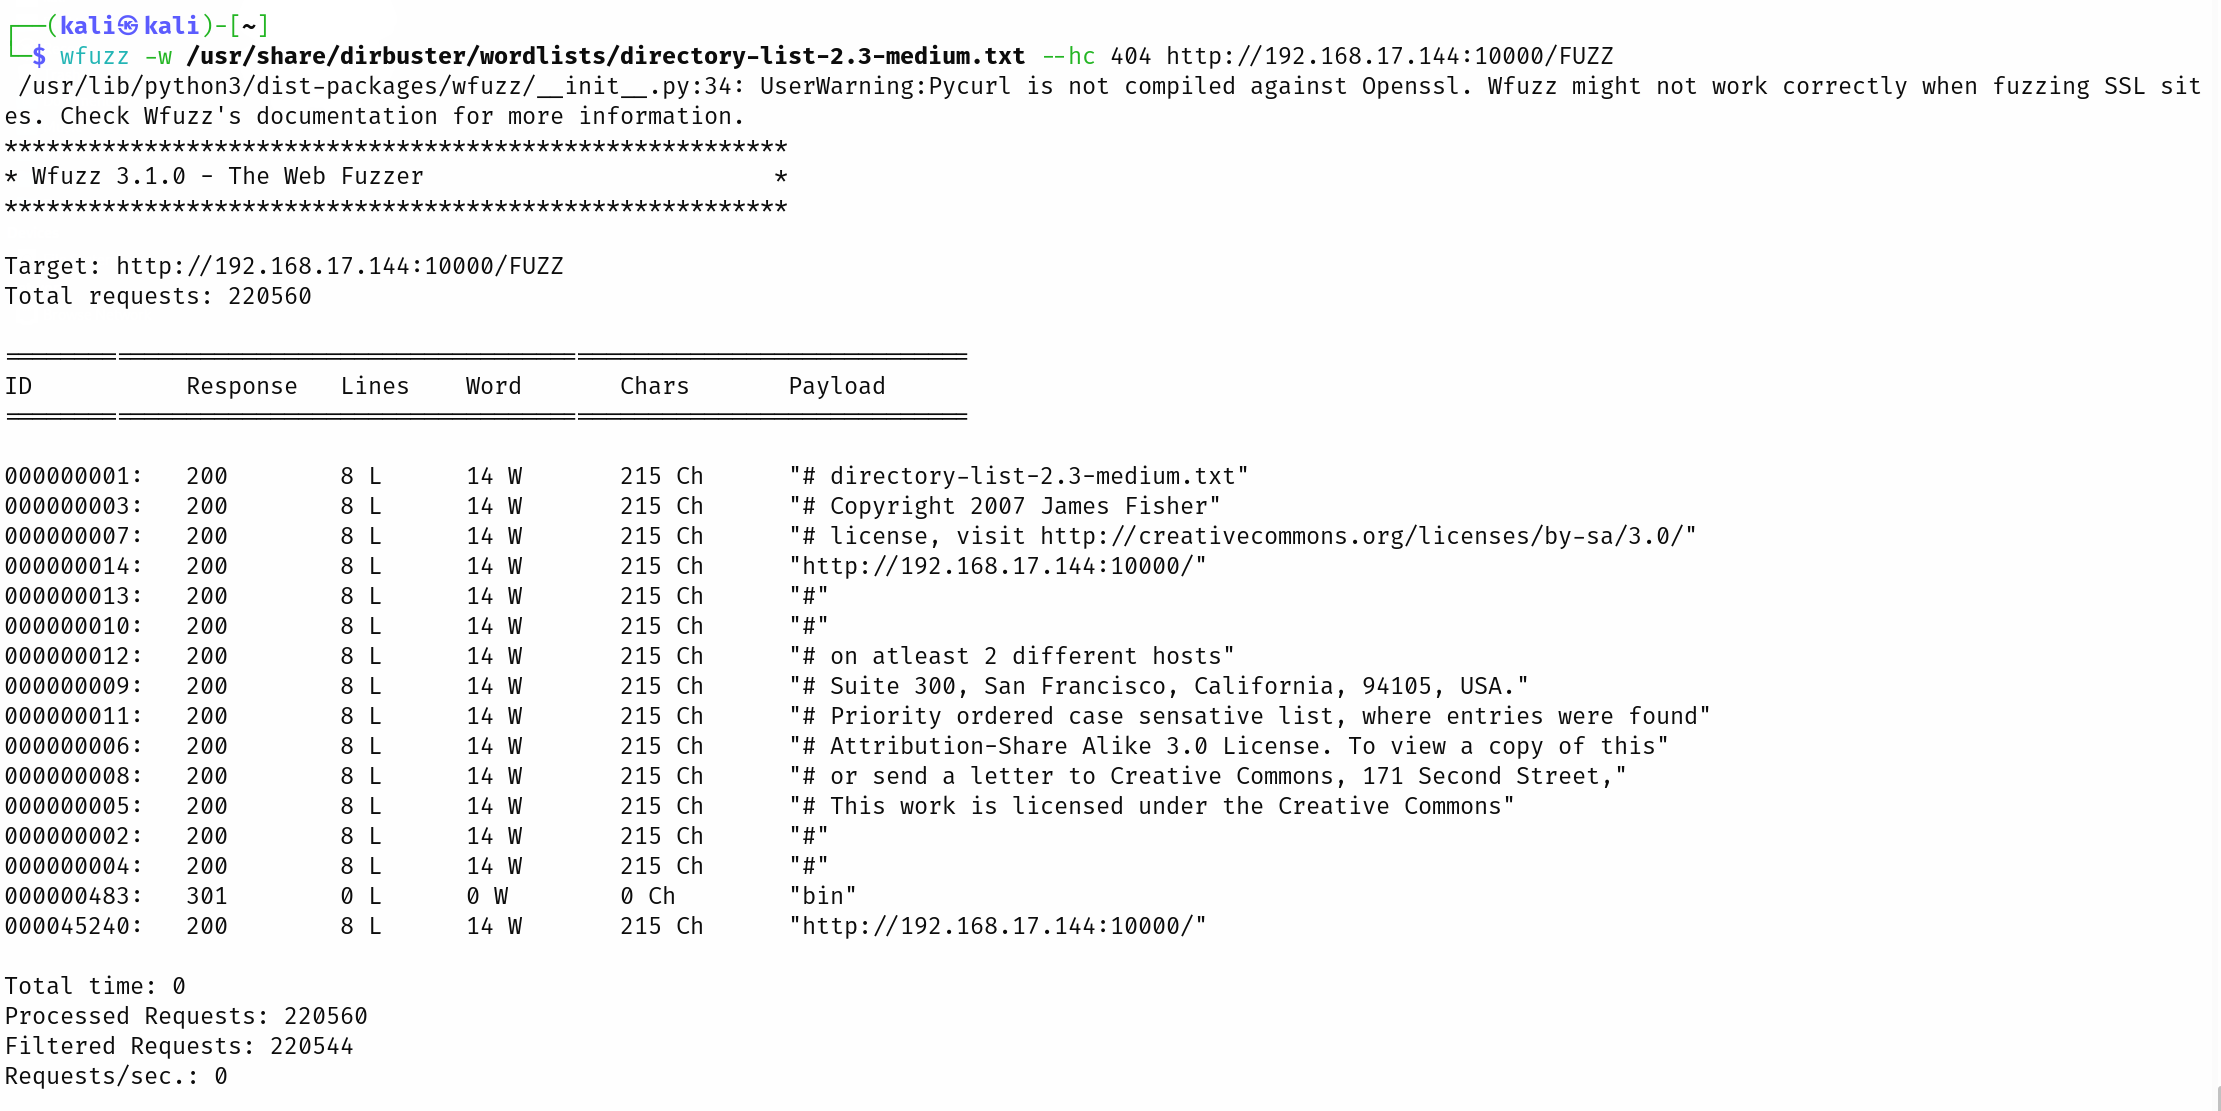 ┌──(kali㉿kali)-[~]
└─$ wfuzz -w /usr/share/dirbuster/wordlists/directory-list-2.3-medium.txt --hc 404 http://192.168.17.144:10000/FUZZ
 /usr/lib/python3/dist-packages/wfuzz/__init__.py:34: UserWarning:Pycurl is not compiled against Openssl. Wfuzz might not work correctly when fuzzing SSL sit
es. Check Wfuzz's documentation for more information.
********************************************************
* Wfuzz 3.1.0 - The Web Fuzzer                         *
********************************************************

Target: http://192.168.17.144:10000/FUZZ
Total requests: 220560

=====================================================================
ID           Response   Lines    Word       Chars       Payload
=====================================================================

000000001:   200        8 L      14 W       215 Ch      "# directory-list-2.3-medium.txt"
000000003:   200        8 L      14 W       215 Ch      "# Copyright 2007 James Fisher"
000000007:   200        8 L      14 W       215 Ch      "# license, visit http://creativecommons.org/licenses/by-sa/3.0/"
000000014:   200        8 L      14 W       215 Ch      "http://192.168.17.144:10000/"
000000013:   200        8 L      14 W       215 Ch      "#"
000000010:   200        8 L      14 W       215 Ch      "#"
000000012:   200        8 L      14 W       215 Ch      "# on atleast 2 different hosts"
000000009:   200        8 L      14 W       215 Ch      "# Suite 300, San Francisco, California, 94105, USA."
000000011:   200        8 L      14 W       215 Ch      "# Priority ordered case sensative list, where entries were found"
000000006:   200        8 L      14 W       215 Ch      "# Attribution-Share Alike 3.0 License. To view a copy of this"
000000008:   200        8 L      14 W       215 Ch      "# or send a letter to Creative Commons, 171 Second Street,"
000000005:   200        8 L      14 W       215 Ch      "# This work is licensed under the Creative Commons"
000000002:   200        8 L      14 W       215 Ch      "#"
000000004:   200        8 L      14 W       215 Ch      "#"
000000483:   301        0 L      0 W        0 Ch        "bin"
000045240:   200        8 L      14 W       215 Ch      "http://192.168.17.144:10000/"

Total time: 0
Processed Requests: 220560
Filtered Requests: 220544
Requests/sec.: 0